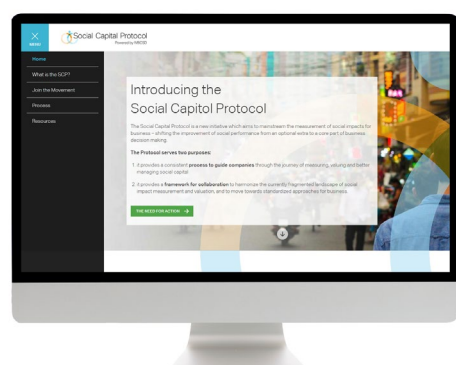 MENU
Social Capital Protocol
Powered by WBCSD
Home
What is the SCP?
Join the Movement
Process
Resources
Introducing the
Social Capitol Protocol
The Social Capital Protocol is a new initiative which aims to mainstream the measurement of social impacts for
business – shifting the improvement of social performance from an optional extra to a core part of business
decision making.
The Protocol serves two purposes:
1. it provides a consistent process to guide companies through the journey of measuring, valuing and better
managing social capital
2. it provides a framework for collaboration to harmonize the currently fragmented landscape of social
impact measurement and valuation, and to move towards standardized approaches for business.
THE NEED FOR ACTION